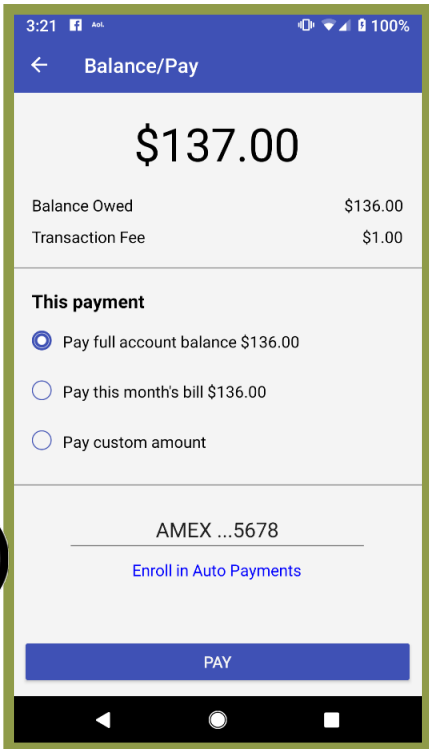 3:21 Aol. 100%
Balance/Pay
$137.00
Balance Owed $136.00
Transaction Fee $1.00
This payment
Pay full account balance $136.00
Pay this month's bill $136.00
Pay custom amount
AMEX ...5678
Enroll in Auto Payments
PAY